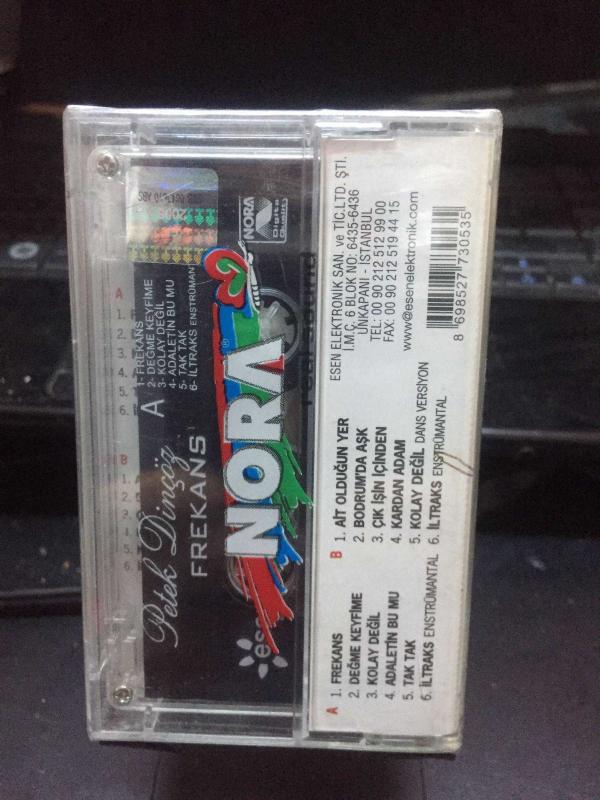 Petek Dinçöz
FREKANS
A
1- FREKANS
2- DEĞME KEYFİME
3- KOLAY DEĞİL
4- ADALETİN BU MU
5- TAK TAK
6- İLTRAKS ENSTRÜMAN
NORA
Digital
Quality
NORA®
A
1. FREKANS
2. DEĞME KEYFİME
3. KOLAY DEĞİL
4. ADALETİN BU MU
5. TAK TAK
6. İLTRAKS ENSTRÜMANTAL
B
1. AİT OLDUĞUN YER
2. BODRUM'DA AŞK
3. ÇIK İŞİN İÇİNDEN
4. KARDAN ADAM
5. KOLAY DEĞİL DANS VERSİYON
6. İLTRAKS ENSTRÜMANTAL
ESEN ELEKTRONİK SAN. ve TİC.LTD. ŞTİ.
İ.M.Ç. 6 BLOK NO: 6435-6436
UNKAPANI - İSTANBUL
TEL: 00 90 212 512 99 00
FAX: 00 90 212 519 44 15
www@esenelektronik.com
8 698527 730535